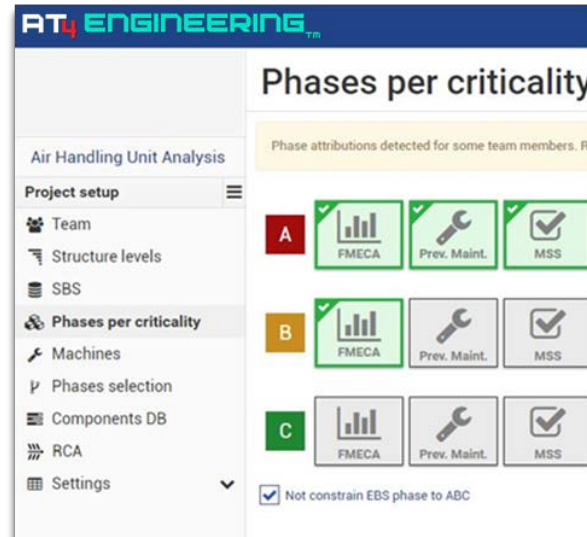 RT4 ENGINEERING TM
Phases per criticality
Phase attributions detected for some team members. R
Air Handling Unit Analysis
Project setup
Team
Structure levels
SBS
Phases per criticality
Machines
Phases selection
Components DB
RCA
Settings
A
FMECA
Prev. Maint.
MSS
B
FMECA
Prev. Maint.
MSS
C
FMECA
Prev. Maint.
MSS
Not constrain EBS phase to ABC